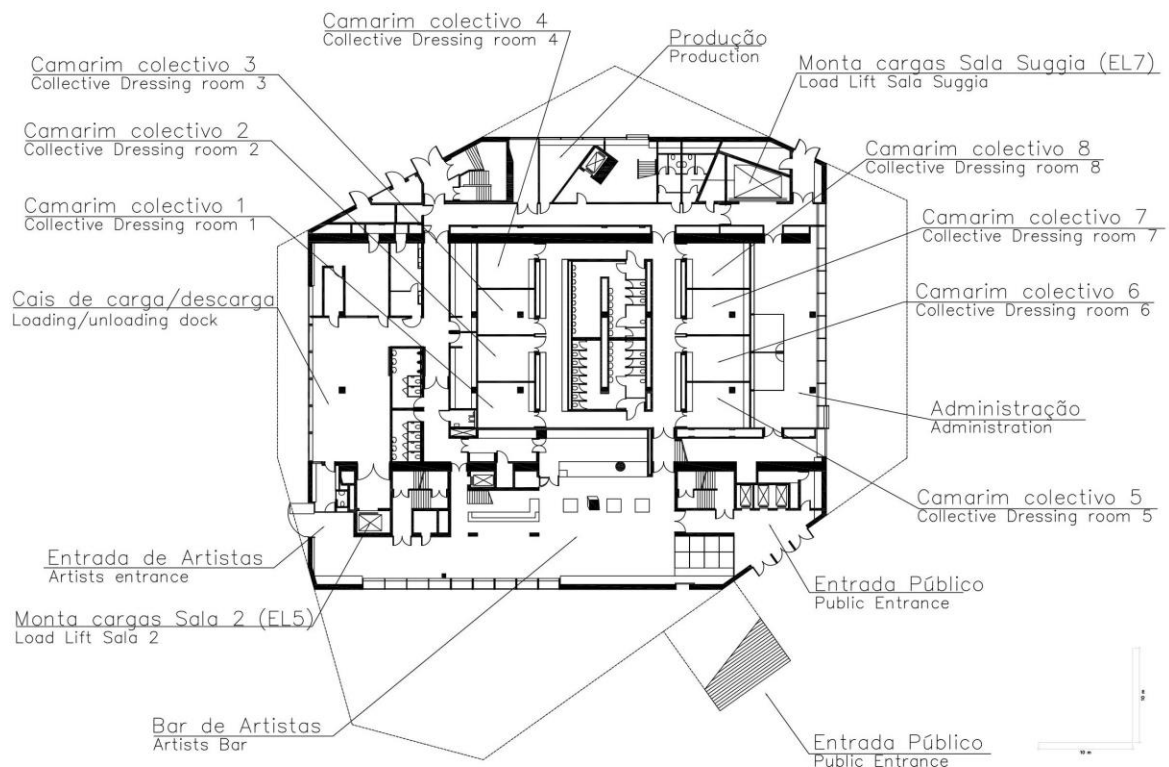 Camarim colectivo 4
Collective Dressing room 4
Produção
Production
Camarim colectivo 3
Collective Dressing room 3
Monta cargas Sala Suggia (EL7)
Load Lift Sala Suggia
Camarim colectivo 2
Collective Dressing room 2
Camarim colectivo 8
Collective Dressing room 8
Camarim colectivo 1
Collective Dressing room 1
Camarim colectivo 7
Collective Dressing room 7
Cais de carga/descarga
Loading/unloading dock
Camarim colectivo 6
Collective Dressing room 6
Administração
Administration
Camarim colectivo 5
Collective Dressing room 5
Entrada de Artistas
Artists entrance
Entrada Público
Public Entrance
Monta cargas Sala 2 (EL5)
Load Lift Sala 2
Bar de Artistas
Artists Bar
Entrada Público
Public Entrance
10 m
10 m